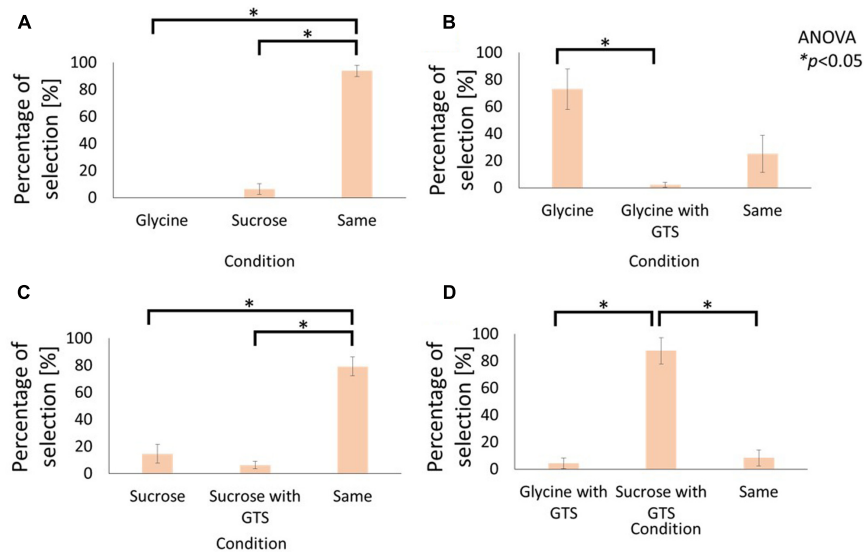 A
*
*
Percentage of
selection [%]
100
80
60
40
20
0
Glycine
Sucrose
Same
Condition
B
*
Percentage of
selection [%]
100
80
60
40
20
0
Glycine
Glycine with
GTS
Same
Condition
ANOVA
*p<0.05
C
*
*
Percentage of
selection [%]
100
80
60
40
20
0
Sucrose
Sucrose with
GTS
Same
Condition
D
*
*
Percentage of
selection [%]
100
80
60
40
20
0
Glycine with
GTS
Sucrose with
GTS
Same
Condition